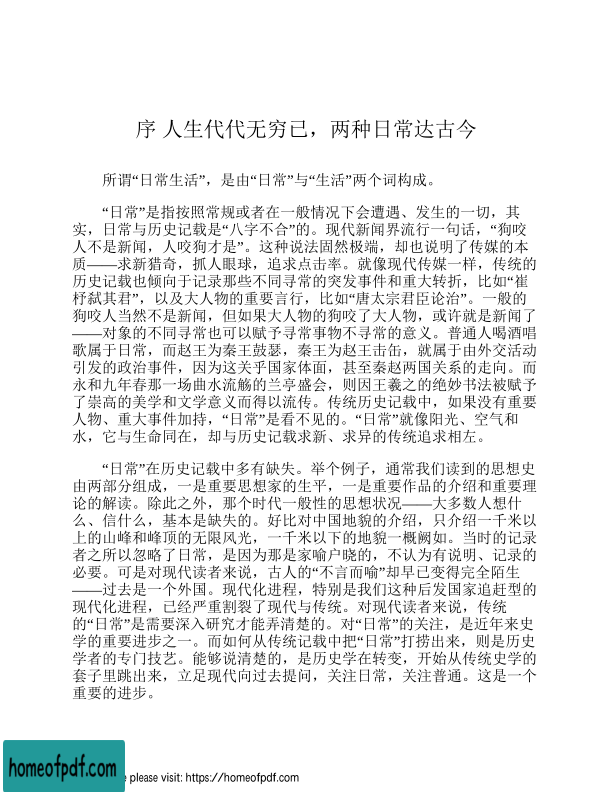 序 人生代代无穷已，两种日常达古今
所谓“日常生活”，是由“日常”与“生活”两个词构成。
“日常”是指按照常规或者在一般情况下会遭遇、发生的一切，其
实，日常与历史记载是“八字不合”的。现代新闻界流行一句话，“狗咬
人不是新闻，人咬狗才是”。这种说法固然极端，却也说明了传媒的本
质——求新猎奇，抓人眼球，追求点击率。就像现代传媒一样，传统的
历史记载也倾向于记录那些不同寻常的突发事件和重大转折，比如“崔
杼弑其君”，以及大人物的重要言行，比如“唐太宗君臣论治”。一般的
狗咬人当然不是新闻，但如果大人物的狗咬了大人物，或许就是新闻了
——对象的不同寻常也可以赋予寻常事物不寻常的意义。普通人喝酒唱
歌属于日常，而赵王为秦王鼓瑟，秦王为赵王击缶，就属于由外交活动
引发的政治事件，因为这关乎国家体面，甚至秦赵两国关系的走向。而
永和九年春那一场曲水流觞的兰亭盛会，则因王羲之的绝妙书法被赋予
了崇高的美学和文学意义而得以流传。传统历史记载中，如果没有重要
人物、重大事件加持，“日常”是看不见的。“日常”就像阳光、空气和
水，它与生命同在，却与历史记载求新、求异的传统追求相左。
“日常”在历史记载中多有缺失。举个例子，通常我们读到的思想史
由两部分组成，一是重要思想家的生平，一是重要作品的介绍和重要理
论的解读。除此之外，那个时代一般性的思想状况——大多数人想什
么、信什么，基本是缺失的。好比对中国地貌的介绍，只介绍一千米以
上的山峰和峰顶的无限风光，一千米以下的地貌一概阙如。当时的记录
者之所以忽略了日常，是因为那是家喻户晓的，不认为有说明、记录的
必要。可是对现代读者来说，古人的“不言而喻”却早已变得完全陌生
——过去是一个外国。现代化进程，特别是我们这种后发国家追赶型的
现代化进程，已经严重割裂了现代与传统。对现代读者来说，传统
的“日常”是需要深入研究才能弄清楚的。对“日常”的关注，是近年来史
学的重要进步之一。而如何从传统记载中把“日常”打捞出来，则是历史
学者的专门技艺。能够说清楚的，是历史学在转变，开始从传统史学的
套子里跳出来，立足现代向过去提问，关注日常，关注普通。这是一个
重要的进步。
homeofpdf.com
e please visit: https://homeofpdf.com